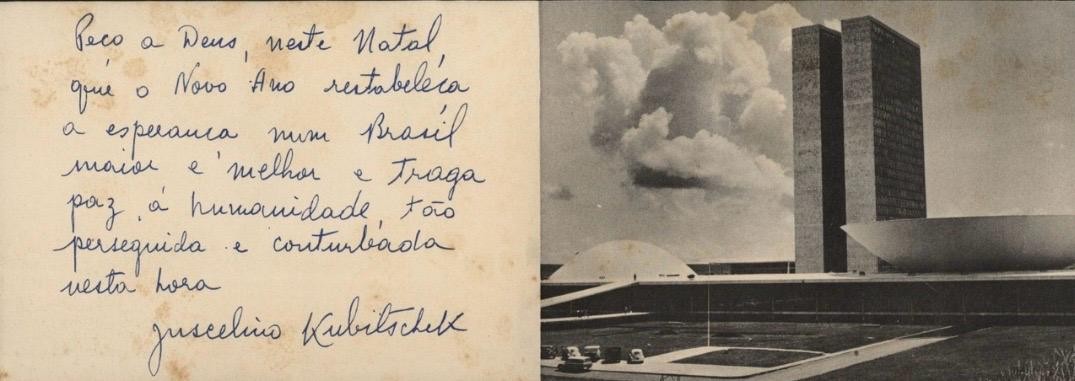 Peço a Deus, neste Natal,
que o Novo Ano restabeleça
a esperança num Brasil
maior e melhor e traga
paz à humanidade, tão
perseguida e conturbada
nesta hora
Juscelino Kubitschek